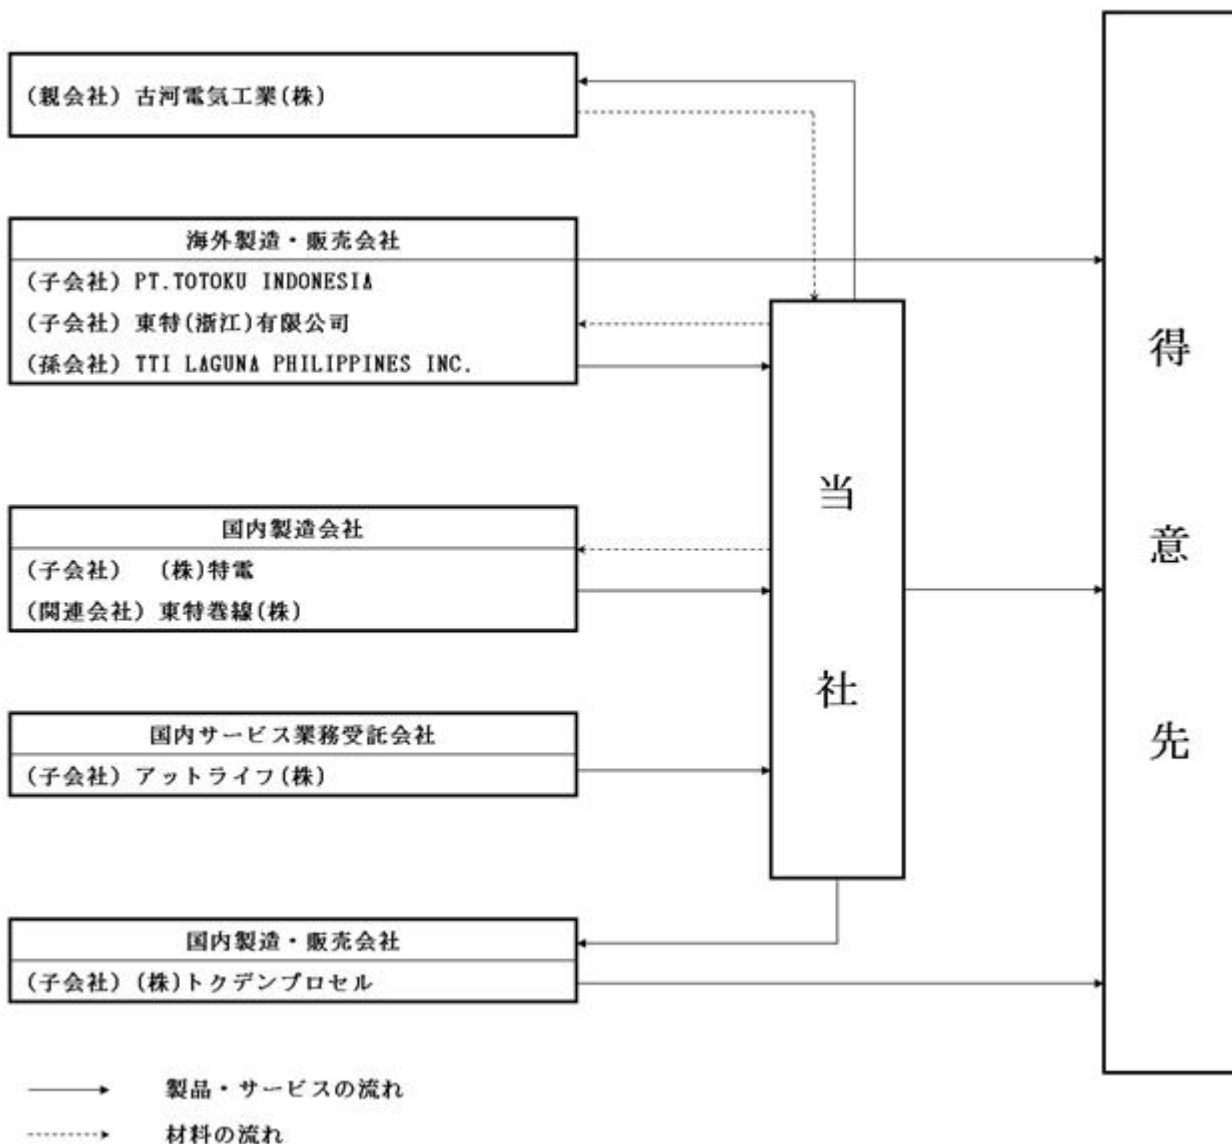 (親会社) 古河電気工業(株)
海外製造・販売会社
(子会社) PT.TOTOKU INDONESIA
(子会社) 東特(浙江)有限公司
(孫会社) TTI LAGUNA PHILIPPINES INC.
国内製造会社
(子会社) (株)特電
(関連会社) 東特巻線(株)
国内サービス業務受託会社
(子会社) アットライフ(株)
国内製造・販売会社
(子会社) (株)トクデンプロセル
当社
得意先
製品・サービスの流れ
材料の流れ